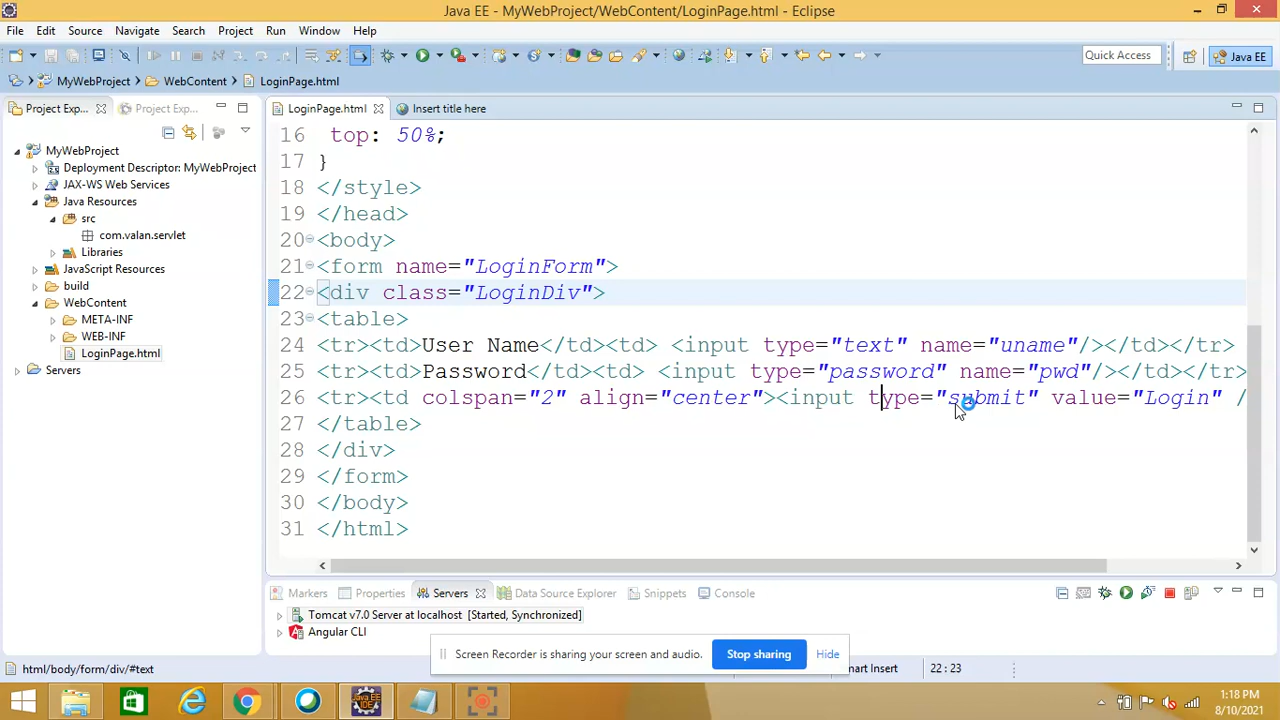 Java EE - MyWebProject/WebContent/LoginPage.html - Eclipse
File Edit Source Navigate Search Project Run Window Help
Quick Access
Java EE
MyWebProject WebContent LoginPage.html
Project Exp...
Project Exp...
LoginPage.html
Insert title here
MyWebProject
Deployment Descriptor: MyWebProject
JAX-WS Web Services
Java Resources
src
com.valan.servlet
Libraries
JavaScript Resources
build
WebContent
META-INF
WEB-INF
LoginPage.html
Servers
16 top: 50%;
17 }
18 </style>
19 </head>
20 <body>
21 <form name="LoginForm">
22 <div class="LoginDiv">
23 <table>
24 <tr><td>User Name</td><td> <input type="text" name="uname"/></td></tr>
25 <tr><td>Password</td><td> <input type="password" name="pwd"/></td></tr>
26 <tr><td colspan="2" align="center"><input type="submit" value="Login" /
27 </table>
28 </div>
29 </form>
30 </body>
31 </html>
Markers Properties Servers Data Source Explorer Snippets Console
Tomcat v7.0 Server at localhost [Started, Synchronized]
Angular CLI
Screen Recorder is sharing your screen and audio. Stop sharing Hide
html/body/form/div/#text
mart Insert
22 : 23
Java EE
IDE
1:18 PM
8/10/2021